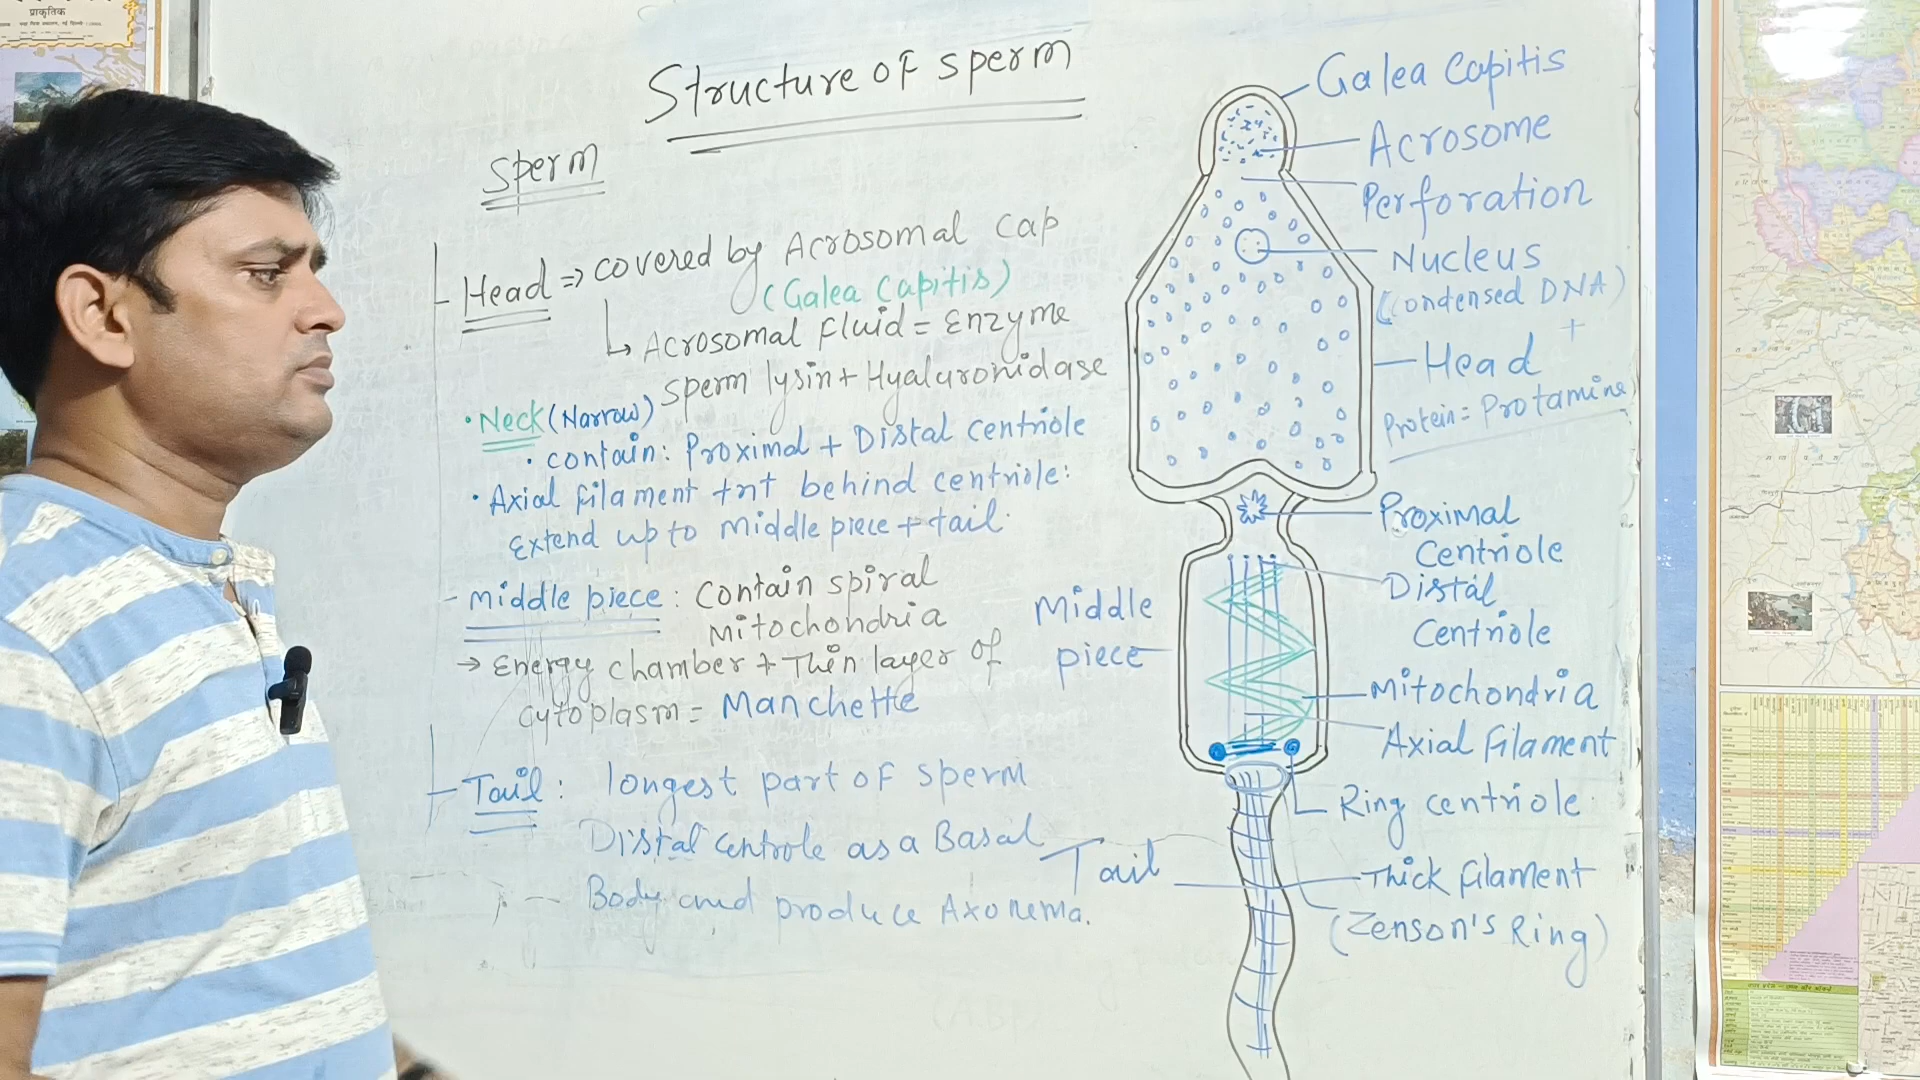 प्राकृतिक
Structure of sperm
sperm
Head => covered by Acrosomal cap
(Galea Capitis)
↳ Acrosomal Fluid = Enzyme
sperm lysin + Hyaluronidase
• Neck (Narrow)
• contain: Proximal + Distal centriole
• Axial filament tnt behind centriole:
Extend up to middle piece + tail.
- Middle piece: Contain spiral
Mitochondria
→ Energy chamber + Thin layer of
cytoplasm = Manchette
- Tail: longest part of sperm
Distal centrole as a Basal
Body and produce Axonema.
Galea Capitis
Acrosome
Perforation
Nucleus
(Condensed DNA)
+
Head
Protein = Protamine
Proximal
Centriole
Distal
Centriole
Middle
piece
Mitochondria
Axial Filament
Ring centriole
Tail
Thick filament
(Zenson's Ring)